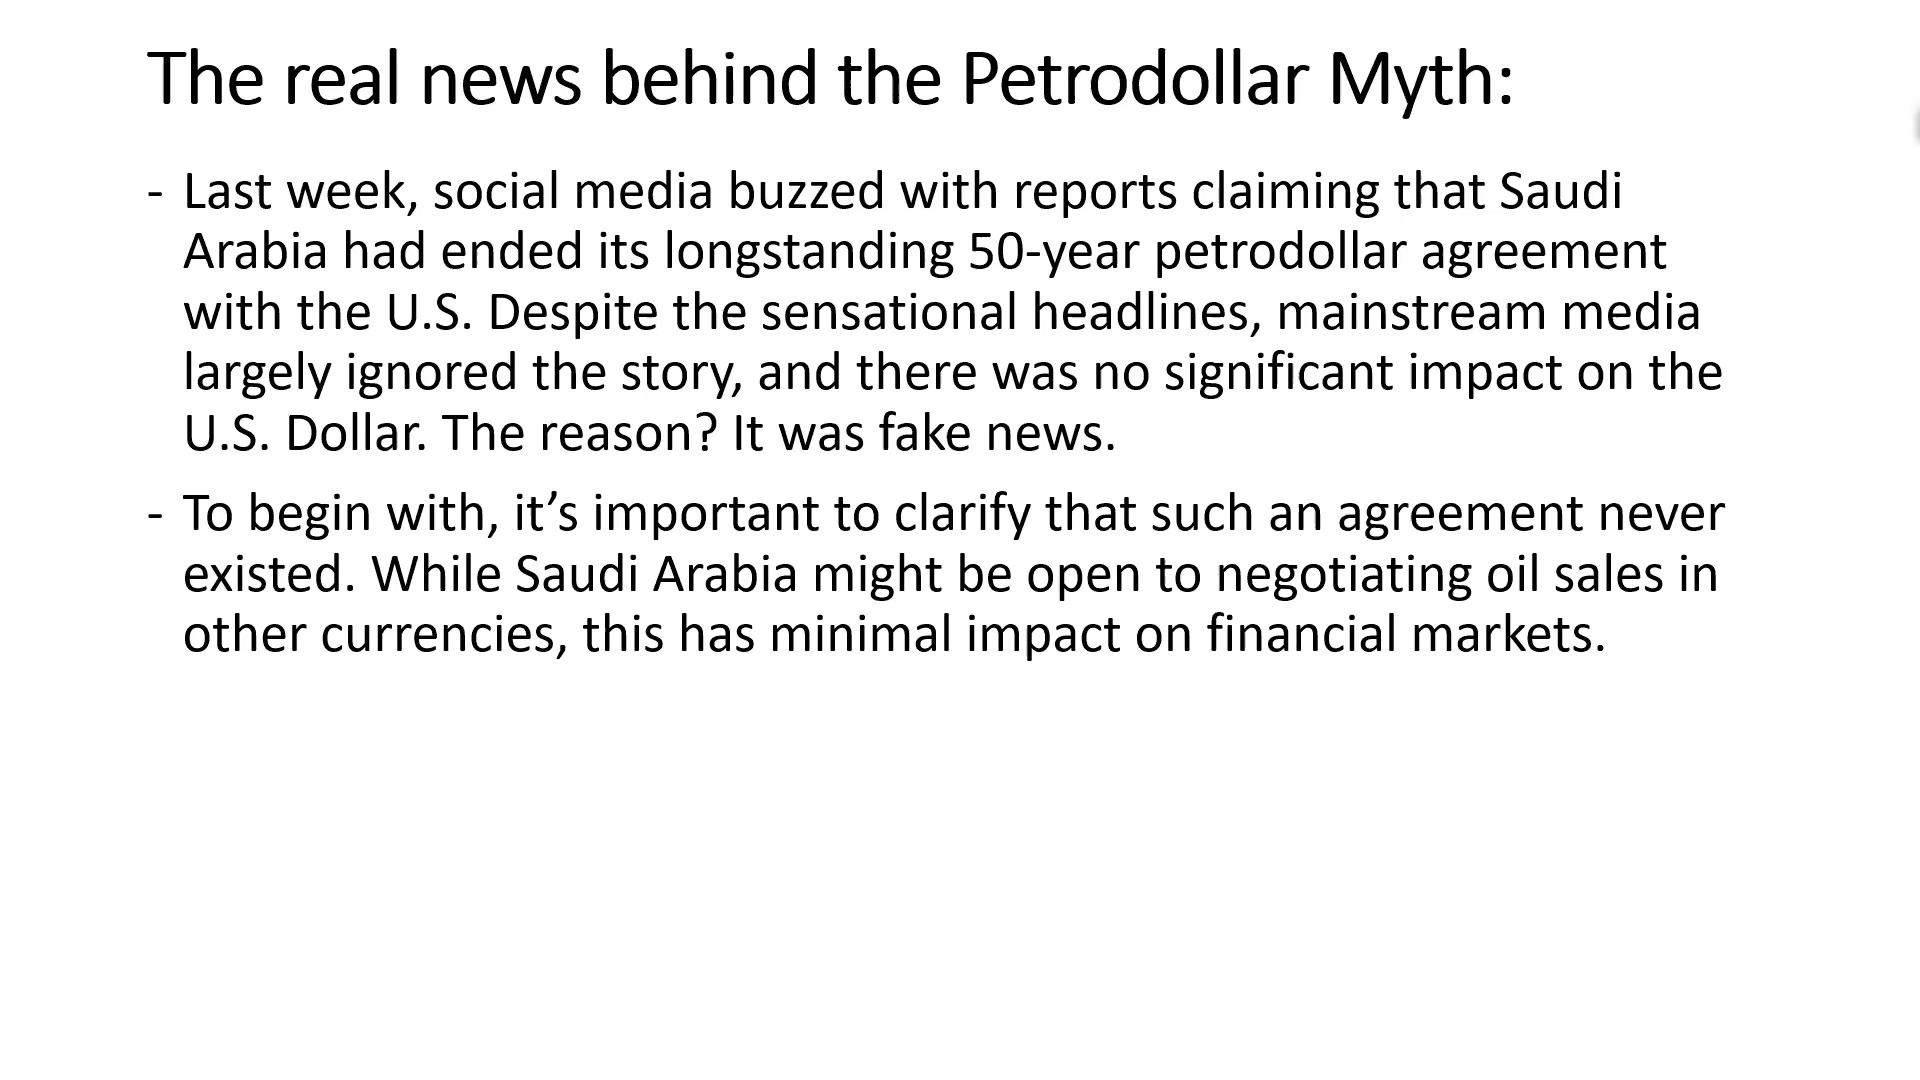 The real news behind the Petrodollar Myth:
- Last week, social media buzzed with reports claiming that Saudi
Arabia had ended its longstanding 50-year petrodollar agreement
with the U.S. Despite the sensational headlines, mainstream media
largely ignored the story, and there was no significant impact on the
U.S. Dollar. The reason? It was fake news.
- To begin with, it’s important to clarify that such an agreement never
existed. While Saudi Arabia might be open to negotiating oil sales in
other currencies, this has minimal impact on financial markets.